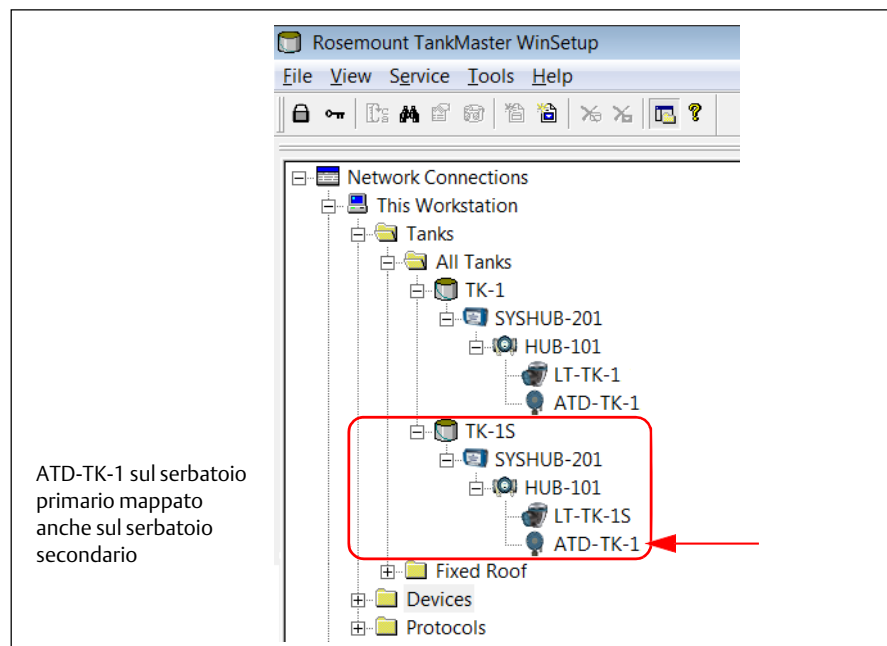 Rosemount TankMaster WinSetup
File View Service Tools Help
Network Connections
This Workstation
Tanks
All Tanks
TK-1
SYSHUB-201
HUB-101
LT-TK-1
ATD-TK-1
TK-1S
SYSHUB-201
HUB-101
LT-TK-1S
ATD-TK-1
Fixed Roof
Devices
Protocols
ATD-TK-1 sul serbatoio
primario mappato
anche sul serbatoio
secondario